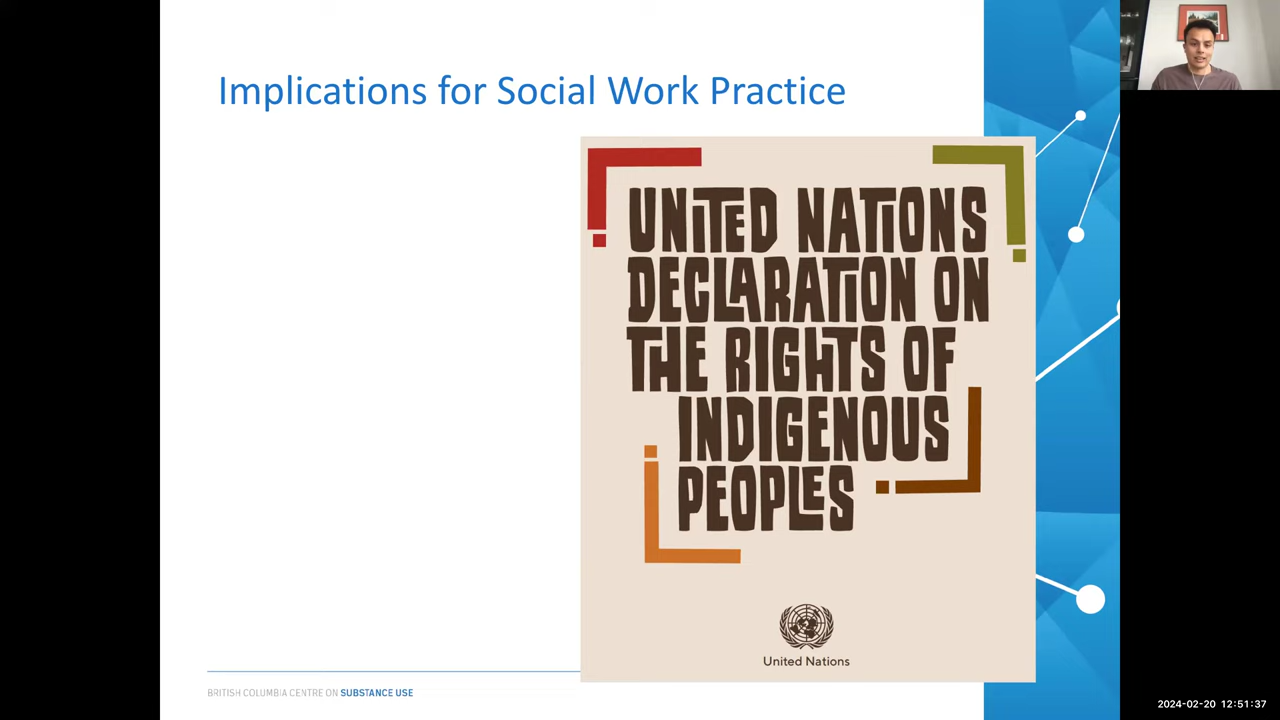 Implications for Social Work Practice
UNITED NATIONS
DECLARATION ON
THE RIGHTS OF
INDIGENOUS
PEOPLES
United Nations
BRITISH COLUMBIA CENTRE ON SUBSTANCE USE
2024-02-20 12:51:37